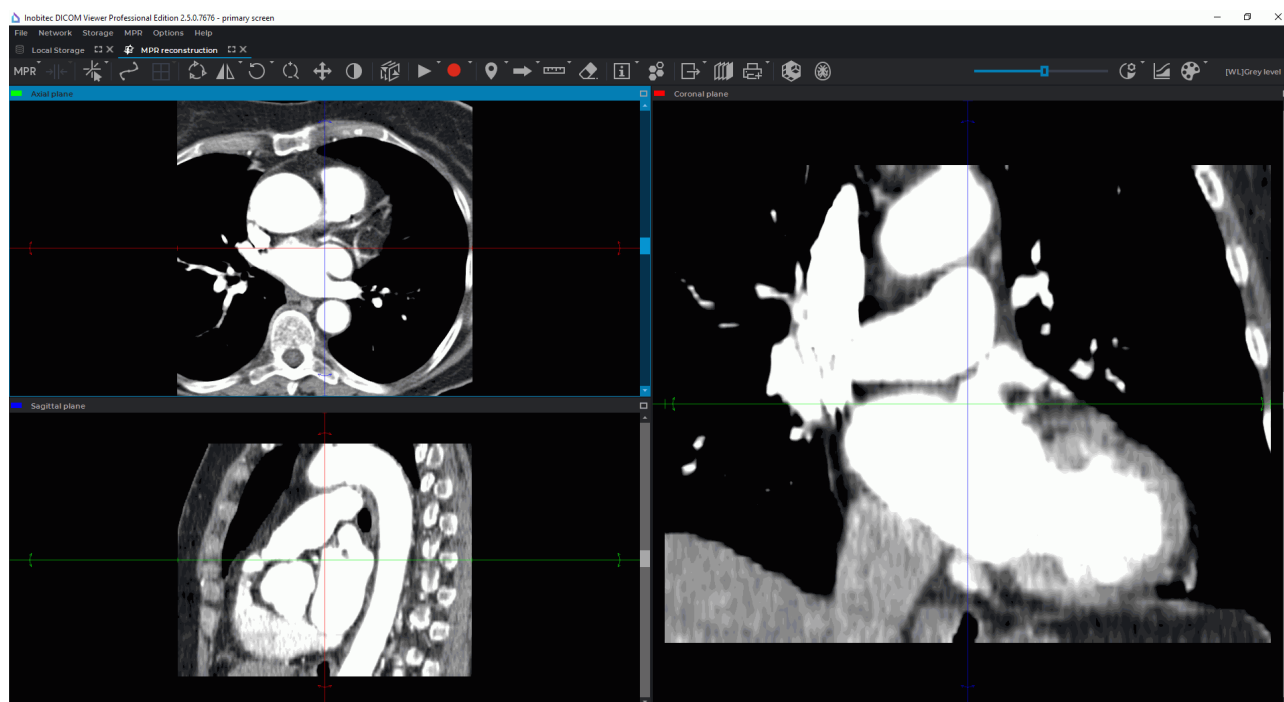 Inobitec DICOM Viewer Professional Edition 2.5.0.7676 - primary screen
File Network Storage MPR Options Help
Local Storage MPR reconstruction
MPR [WL]Grey level
Axial plane Coronal plane
Sagittal plane